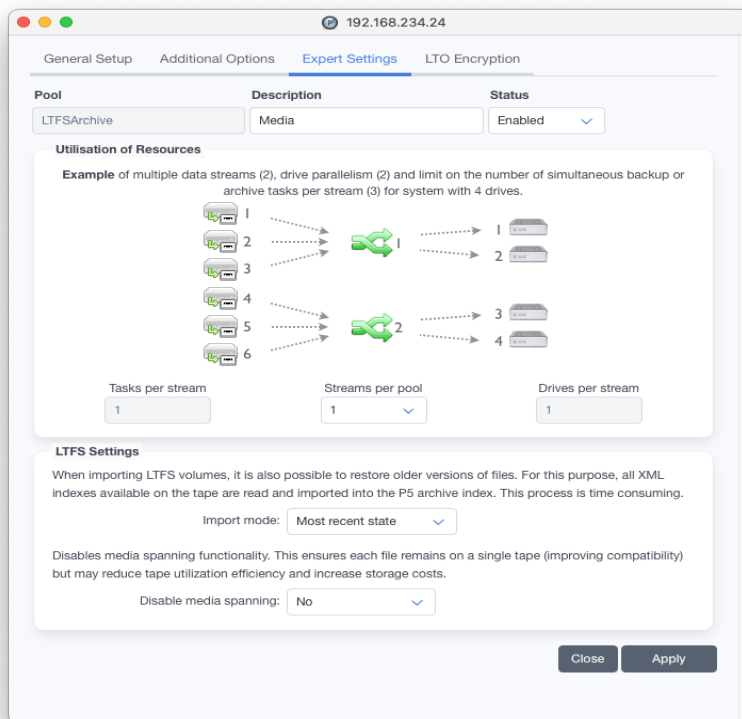 192.168.234.24
General Setup Additional Options Expert Settings LTO Encryption
Pool Description Status
LTFSArchive Media Enabled
Utilisation of Resources
Example of multiple data streams (2), drive parallelism (2) and limit on the number of simultaneous backup or
archive tasks per stream (3) for system with 4 drives.
1
2
3
1
1
2
4
5
6
2
3
4
Tasks per stream Streams per pool Drives per stream
1 1 1
LTFS Settings
When importing LTFS volumes, it is also possible to restore older versions of files. For this purpose, all XML
indexes available on the tape are read and imported into the P5 archive index. This process is time consuming.
Import mode: Most recent state
Disables media spanning functionality. This ensures each file remains on a single tape (improving compatibility)
but may reduce tape utilization efficiency and increase storage costs.
Disable media spanning: No
Close Apply